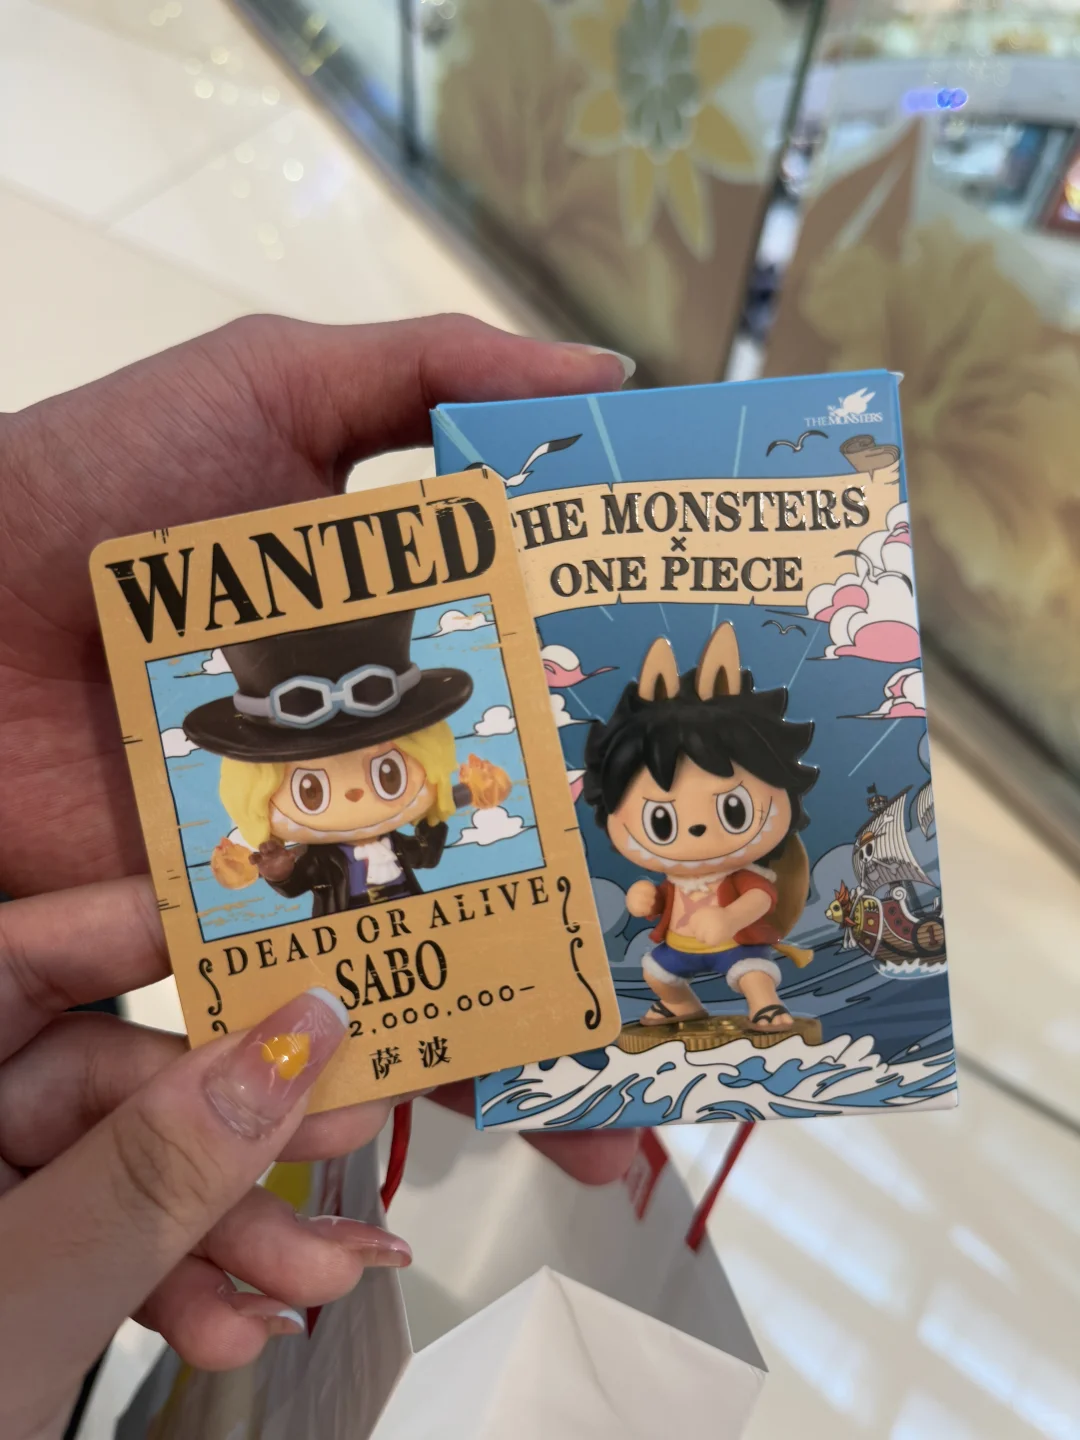 WANTED
DEAD OR ALIVE
SABO
2,000,000-
萨波
THE MONSTERS
THE MONSTERS
×
ONE PIECE